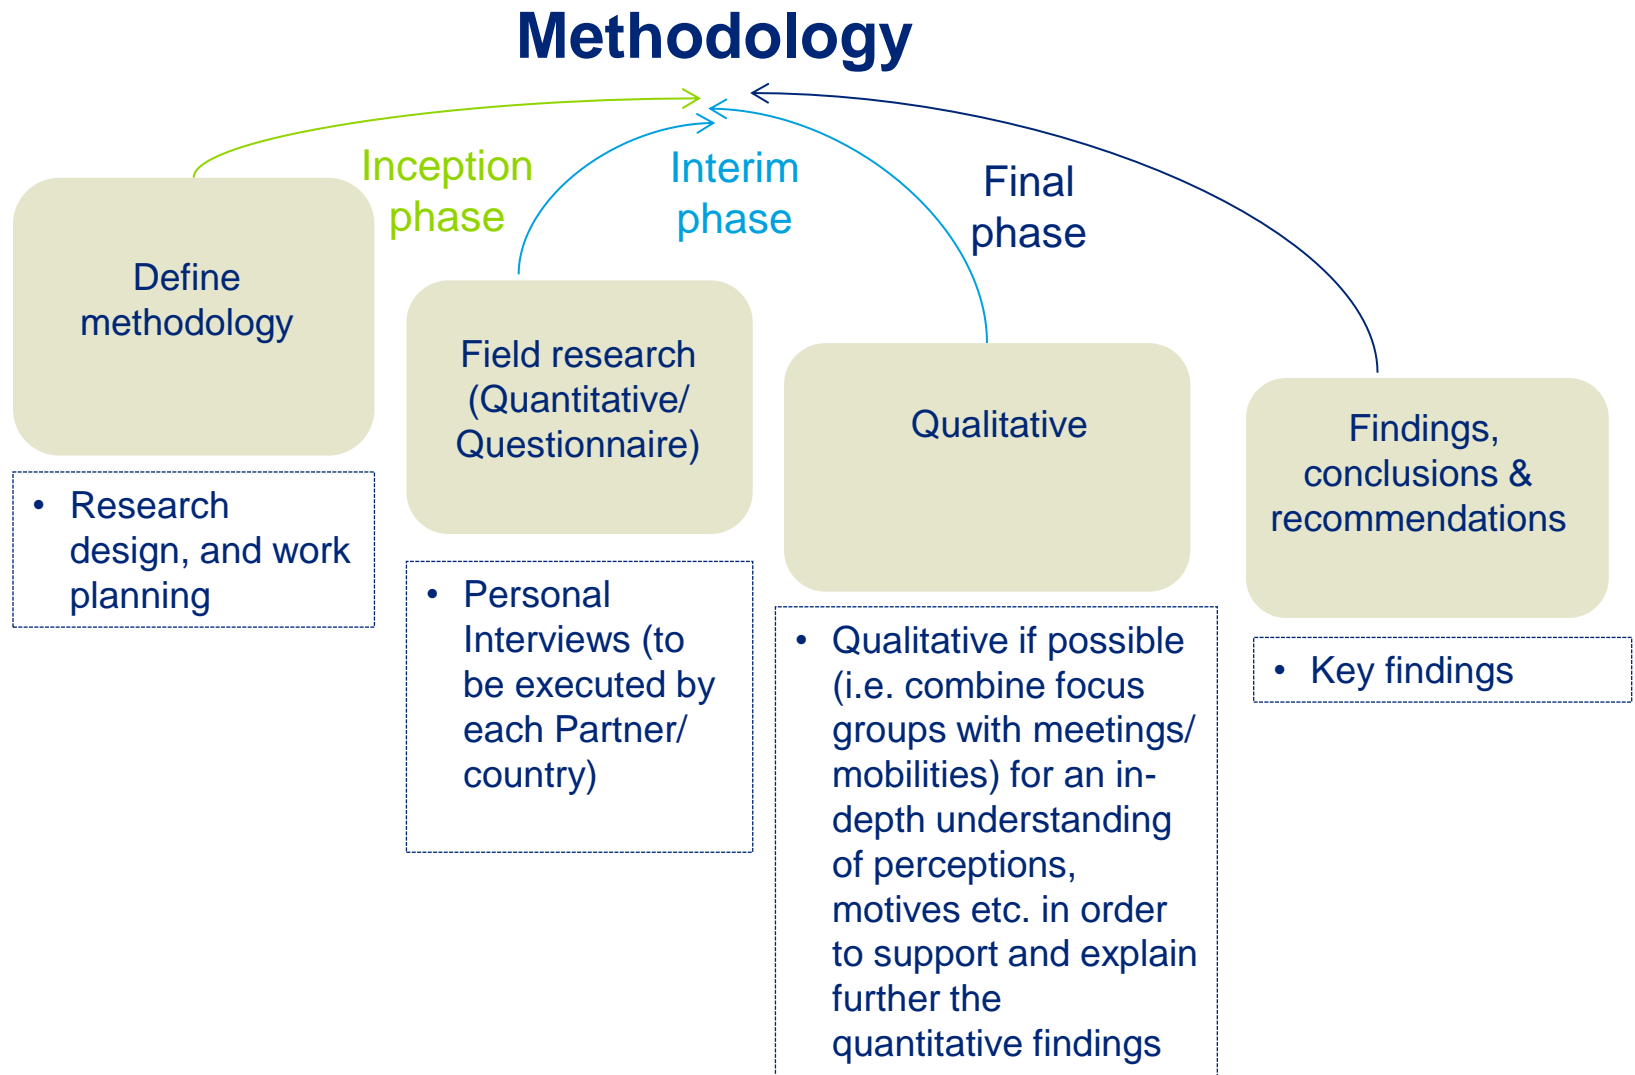 Methodology
Inception
phase
Interim
phase
Final
phase
Define
methodology
Field research
(Quantitative/
Questionnaire)
Qualitative
Findings,
conclusions &
recommendations
• Research
design, and work
planning
• Personal
Interviews (to
be executed by
each Partner/
country)
• Qualitative if possible
(i.e. combine focus
groups with meetings/
mobilities) for an in-
depth understanding
of perceptions,
motives etc. in order
to support and explain
further the
quantitative findings
• Key findings